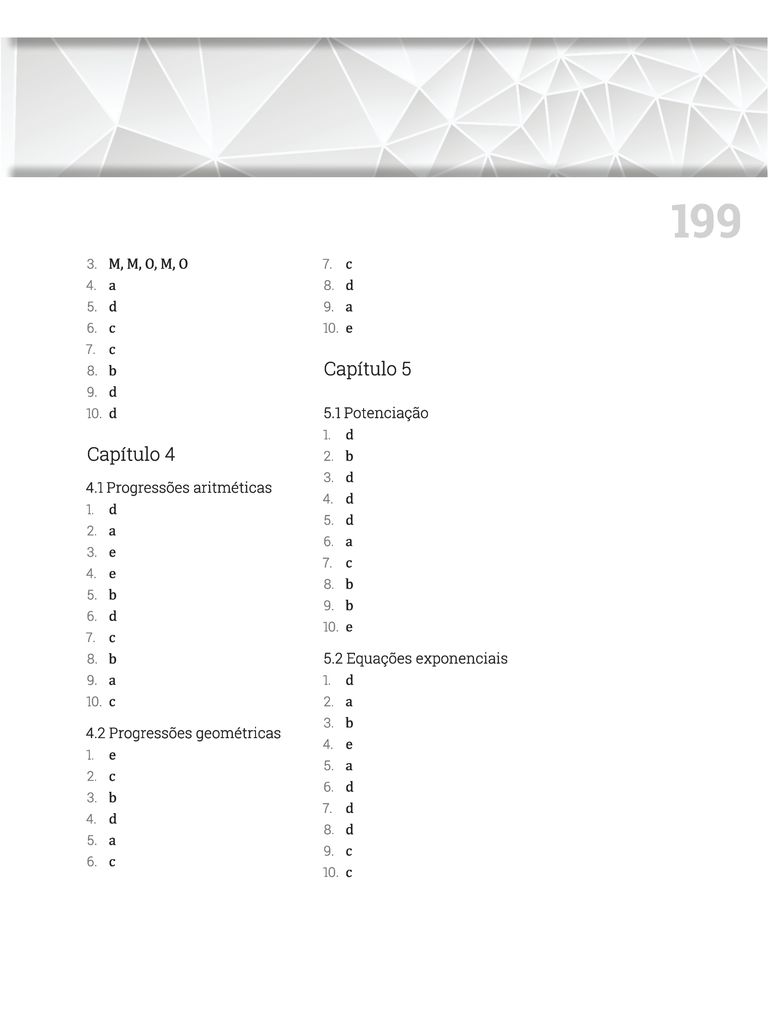 199
3. M, M, O, M, O
4. a
5. d
6. c
7. c
8. b
9. d
10. d
Capítulo 4
4.1 Progressões aritméticas
1. d
2. a
3. e
4. e
5. b
6. d
7. c
8. b
9. a
10. c
4.2 Progressões geométricas
1. e
2. c
3. b
4. d
5. a
6. c
7. c
8. d
9. a
10. e
Capítulo 5
5.1 Potenciação
1. d
2. b
3. d
4. d
5. d
6. a
7. c
8. b
9. b
10. e
5.2 Equações exponenciais
1. d
2. a
3. b
4. e
5. a
6. d
7. d
8. d
9. c
10. c